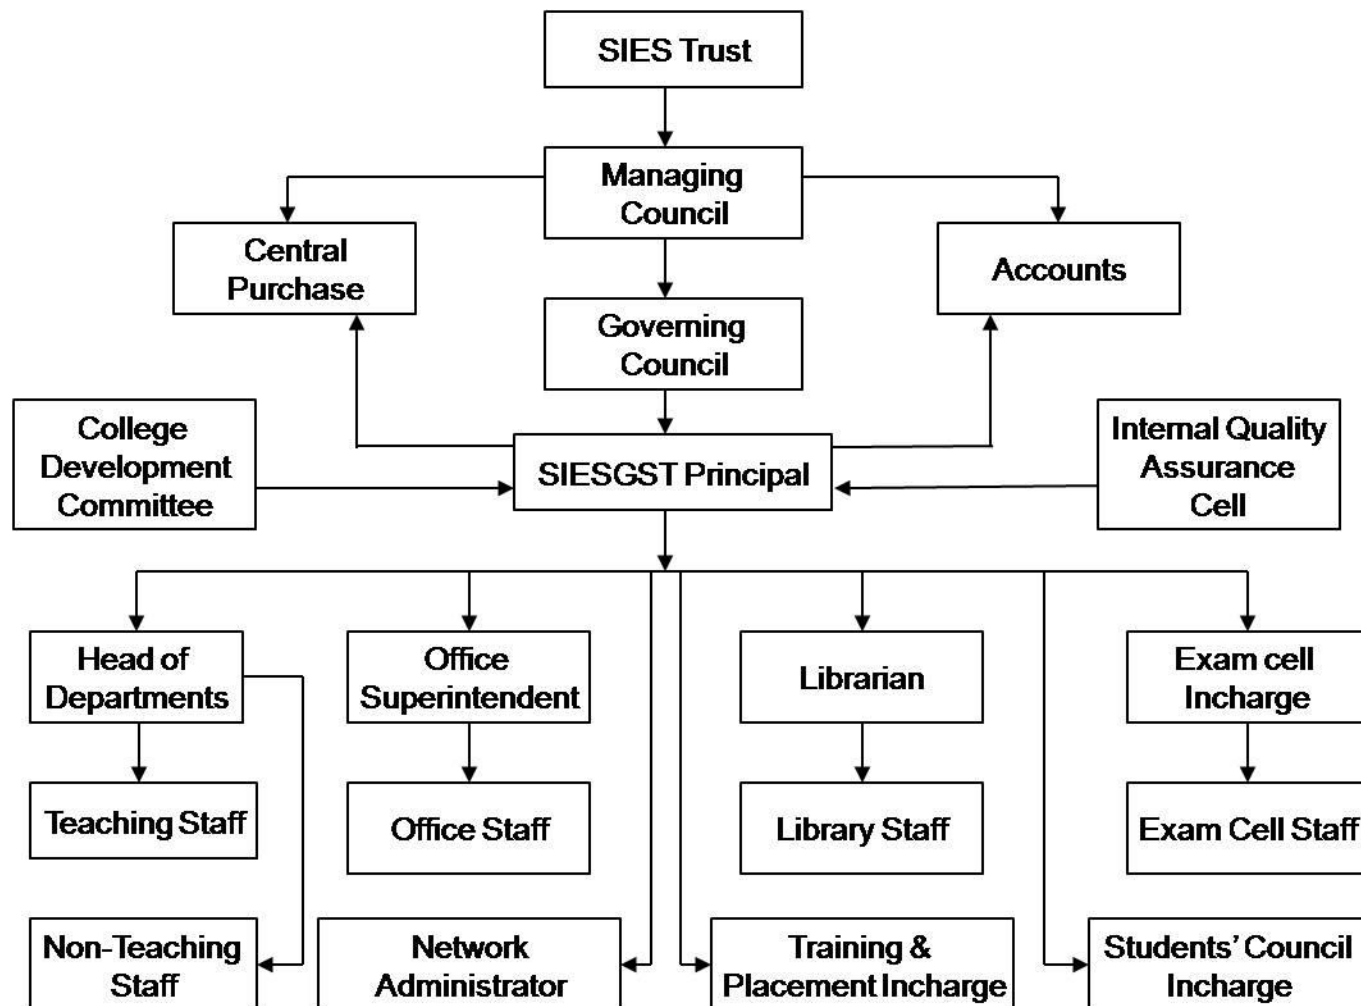 SIES Trust
Managing
Council
Central
Purchase
Accounts
Governing
Council
College
Development
Committee
SIESGST Principal
Internal Quality
Assurance
Cell
Head of
Departments
Office
Superintendent
Librarian
Exam cell
Incharge
Teaching Staff
Office Staff
Library Staff
Exam Cell Staff
Non-Teaching
Staff
Network
Administrator
Training &
Placement Incharge
Students' Council
Incharge